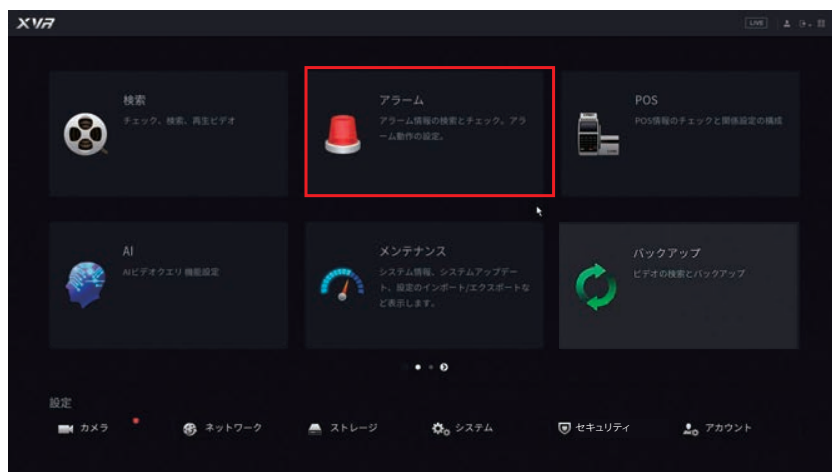 XVR
LIVE
検索
チェック、検索、再生ビデオ
アラーム
アラーム情報の検索とチェック。アラ
ーム動作の設定。
POS
POS情報のチェックと関係設定の構成
AI
AIビデオクエリ 機能設定
メンテナンス
システム情報、システムアップデー
ト、設定のインポート/エクスポートな
ど表示します。
バックアップ
ビデオの検索とバックアップ
設定
カメラ
ネットワーク
ストレージ
システム
セキュリティ
アカウント